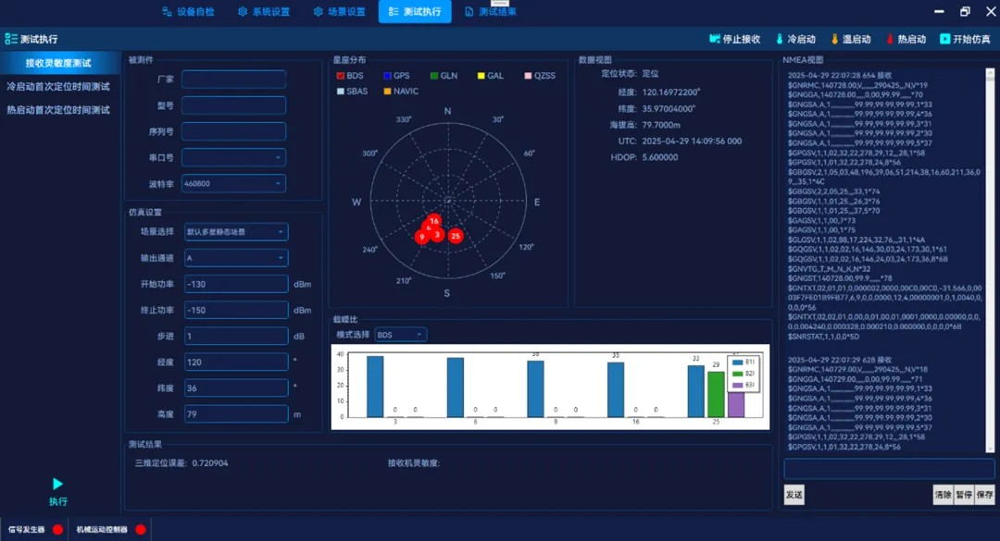 设备自检 系统设置 场景设置 测试执行 测试结果
测试执行 停止接收 冷启动 温启动 热启动 开始仿真
接收灵敏度测试
冷启动首次定位时间测试
热启动首次定位时间测试
被测件
厂家
型号
序列号
串口号
波特率 460800
仿真设置
场景选择 默认多星静态场景
输出通道 A
开始功率 -130 dBm
终止功率 -150 dBm
步进 1 dB
经度 120 °
纬度 36 °
高度 79 m
星座分布
BDS GPS GLN GAL QZSS
SBAS NAVIC
N
330° 30°
300° 60°
W E
240° 120°
210° 150°
S
16
6
9 3 25
载噪比
模式选择 BDS
40
30
20
10
0
0 0 0 0 36 0 0 35 0 0 33 29
3 6 9 16 25
B1I
B2I
B3I
数据视图
定位状态: 定位
经度: 120.16972200°
纬度: 35.97004000°
海拔高: 79.7000m
UTC: 2025-04-29 14:09:56 000
HDOP: 5.600000
测试结果
三维定位误差: 0.720904 接收机灵敏度:
NMEA视图
2025-04-29 22:07:28 654 接收
$GNRMC,140728.00,V,,,,,,,290425,,,N,V*19
$GNGGA,140728.00,,,,,0,00,99.99,,,,,,*70
$GNGSA,A,1,,,,,,,,,,,,,99.99,99.99,99.99,1*33
$GNGSA,A,1,,,,,,,,,,,,,99.99,99.99,99.99,4*36
$GNGSA,A,1,,,,,,,,,,,,,99.99,99.99,99.99,3*31
$GNGSA,A,1,,,,,,,,,,,,,99.99,99.99,99.99,2*30
$GNGSA,A,1,,,,,,,,,,,,,99.99,99.99,99.99,5*37
$GPGSV,1,1,02,32,22,278,29,12,,,28,1*58
$GPGSV,1,1,01,32,22,278,24,8*56
$GBGSV,2,1,05,03,48,196,39,06,51,214,38,16,60,211,36,0
9,,,35,1*4C
$GBGSV,2,2,05,25,,,33,1*74
$GBGSV,1,1,01,25,,,26,3*76
$GBGSV,1,1,01,25,,,37,5*70
$GAGSV,1,1,00,7*73
$GAGSV,1,1,00,1*75
$GLGSV,1,1,02,88,17,224,32,76,,,31,1*4A
$GQGSV,1,1,02,02,16,146,30,03,24,173,30,1*61
$GQGSV,1,1,02,02,16,146,24,03,24,173,36,8*6B
$GNVTG,,T,,M,,N,,K,N*32
$GNGST,140728.00,99.9,,,,,,*78
$GNTXT,02,01,01,0,000002,0000,00C0,00C0,-31.566,0,00
03F7FE01B9FB77,6,9,0,0,0000,12,4,00000001,0,1,0040,0,
0,0,0*56
$GNTXT,02,02,01,0,00,0,01,00,01,0001,0000,0.00000,0,0,
0,0.004240,0.000328,0.000210,0.000000,0,0,0,0*6B
$SNRSTAT,1,1,0,0*5D
2025-04-29 22:07:29 628 接收
$GNRMC,140729.00,V,,,,,,,290425,,,N,V*18
$GNGGA,140729.00,,,,,0,00,99.99,,,,,,*71
$GNGSA,A,1,,,,,,,,,,,,,99.99,99.99,99.99,1*33
$GNGSA,A,1,,,,,,,,,,,,,99.99,99.99,99.99,4*36
$GNGSA,A,1,,,,,,,,,,,,,99.99,99.99,99.99,3*31
$GNGSA,A,1,,,,,,,,,,,,,99.99,99.99,99.99,2*30
$GNGSA,A,1,,,,,,,,,,,,,99.99,99.99,99.99,5*37
$GPGSV,1,1,02,32,22,278,29,12,,,28,1*58
$GPGSV,1,1,01,32,22,278,24,8*56
发送 清除 暂停 保存
执行
信号发生器 机械运动控制器